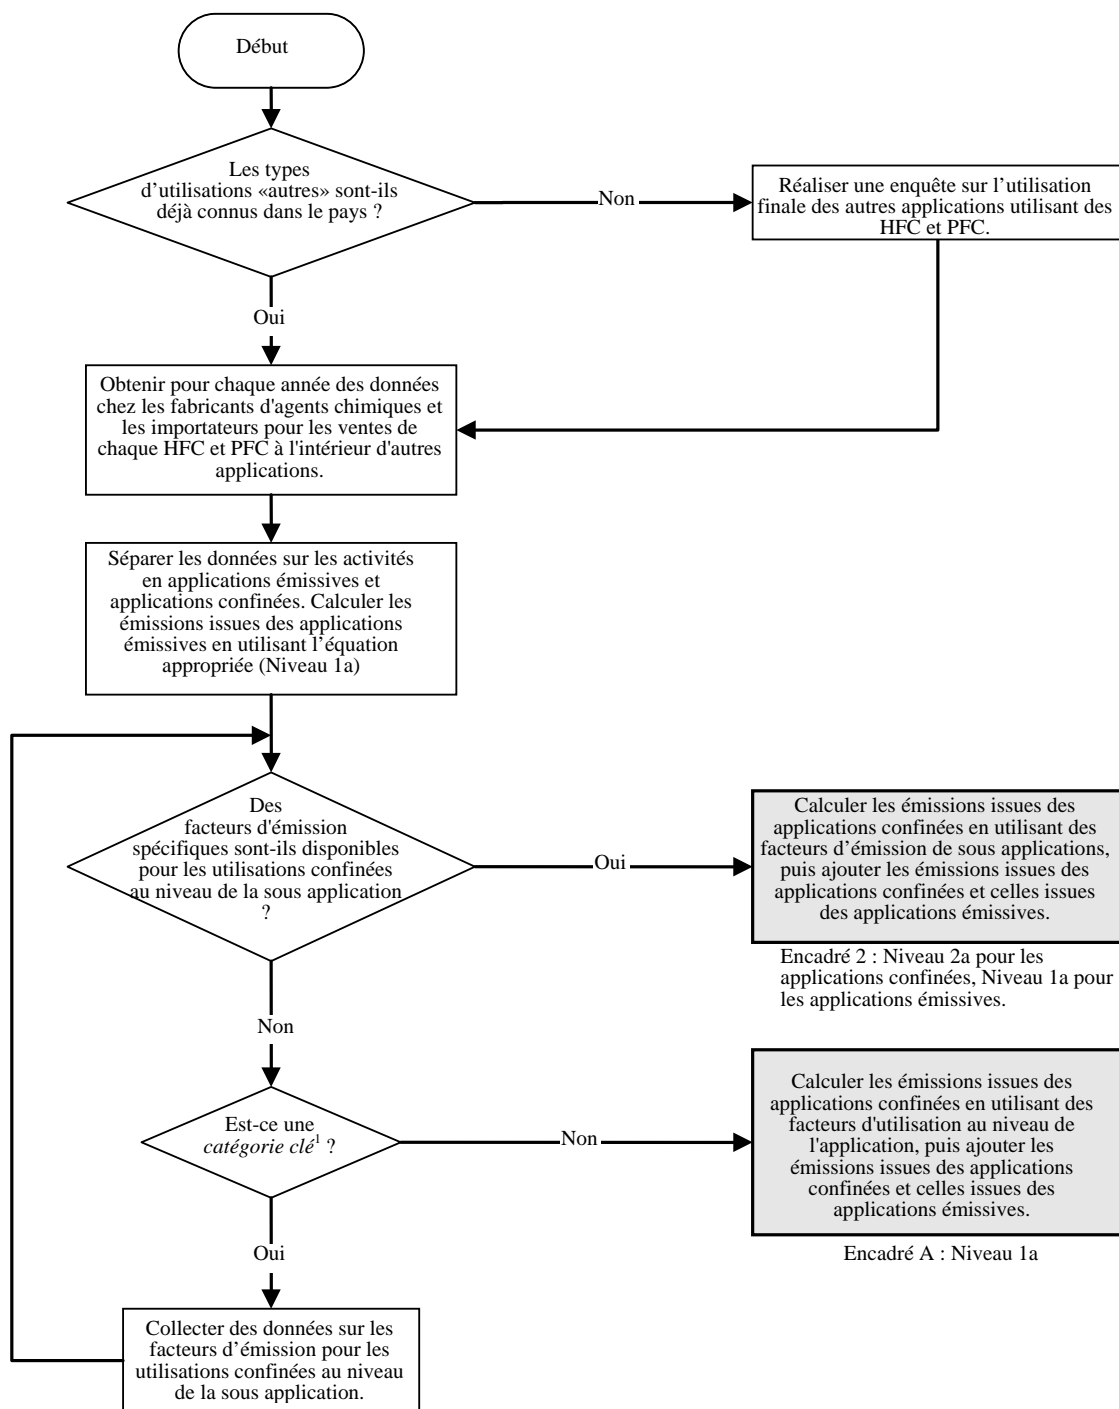 Début
Les types
d’utilisations «autres» sont-ils
déjà connus dans le pays ?
Non
Réaliser une enquête sur l’utilisation
finale des autres applications utilisant des
HFC et PFC.
Oui
Obtenir pour chaque année des données
chez les fabricants d'agents chimiques et
les importateurs pour les ventes de
chaque HFC et PFC à l'intérieur d'autres
applications.
Séparer les données sur les activités
en applications émissives et
applications confinées. Calculer les
émissions issues des applications
émissives en utilisant l’équation
appropriée (Niveau 1a)
Des
facteurs d'émission
spécifiques sont-ils disponibles
pour les utilisations confinées
au niveau de la sous application
?
Oui
Calculer les émissions issues des
applications confinées en utilisant des
facteurs d’émission de sous applications,
puis ajouter les émissions issues des
applications confinées et celles issues
des applications émissives.
Encadré 2 : Niveau 2a pour les
applications confinées, Niveau 1a pour
les applications émissives.
Non
Est-ce une
catégorie clé¹ ?
Non
Calculer les émissions issues des
applications confinées en utilisant des
facteurs d'utilisation au niveau de
l'application, puis ajouter les
émissions issues des applications
confinées et celles issues des
applications émissives.
Encadré A : Niveau 1a
Oui
Collecter des données sur les
facteurs d’émission pour les
utilisations confinées au niveau
de la sous application.